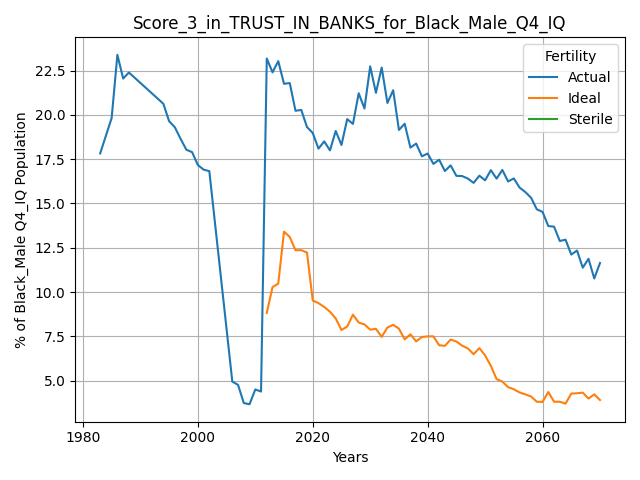 Score_3_in_TRUST_IN_BANKS_for_Black_Male_Q4_IQ
Fertility
Actual
Ideal
Sterile
% of Black_Male Q4_IQ Population
22.5
20.0
17.5
15.0
12.5
10.0
7.5
5.0
1980
2000
2020
2040
2060
Years